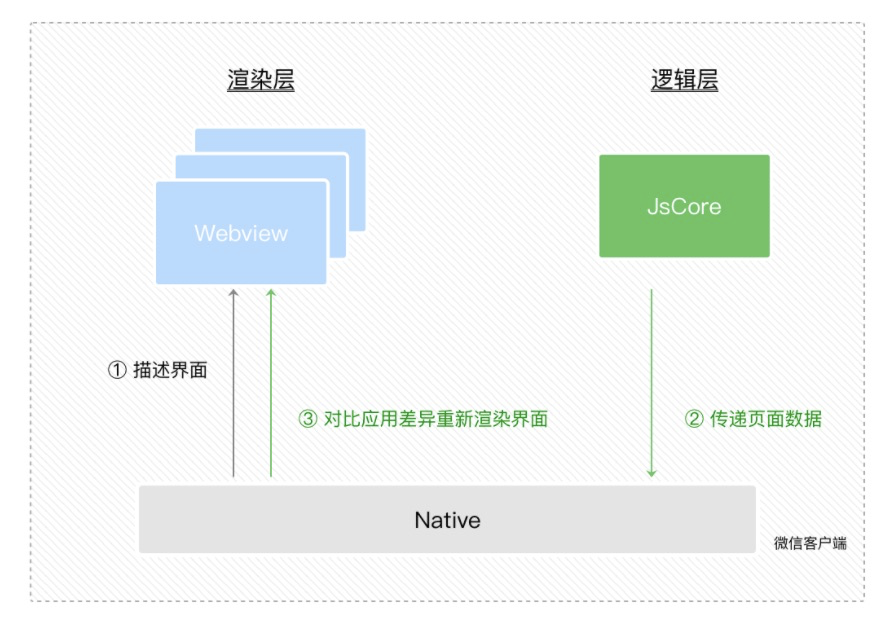 渲染层
逻辑层
Webview
JsCore
① 描述界面
③ 对比应用差异重新渲染界面
② 传递页面数据
Native
微信客户端